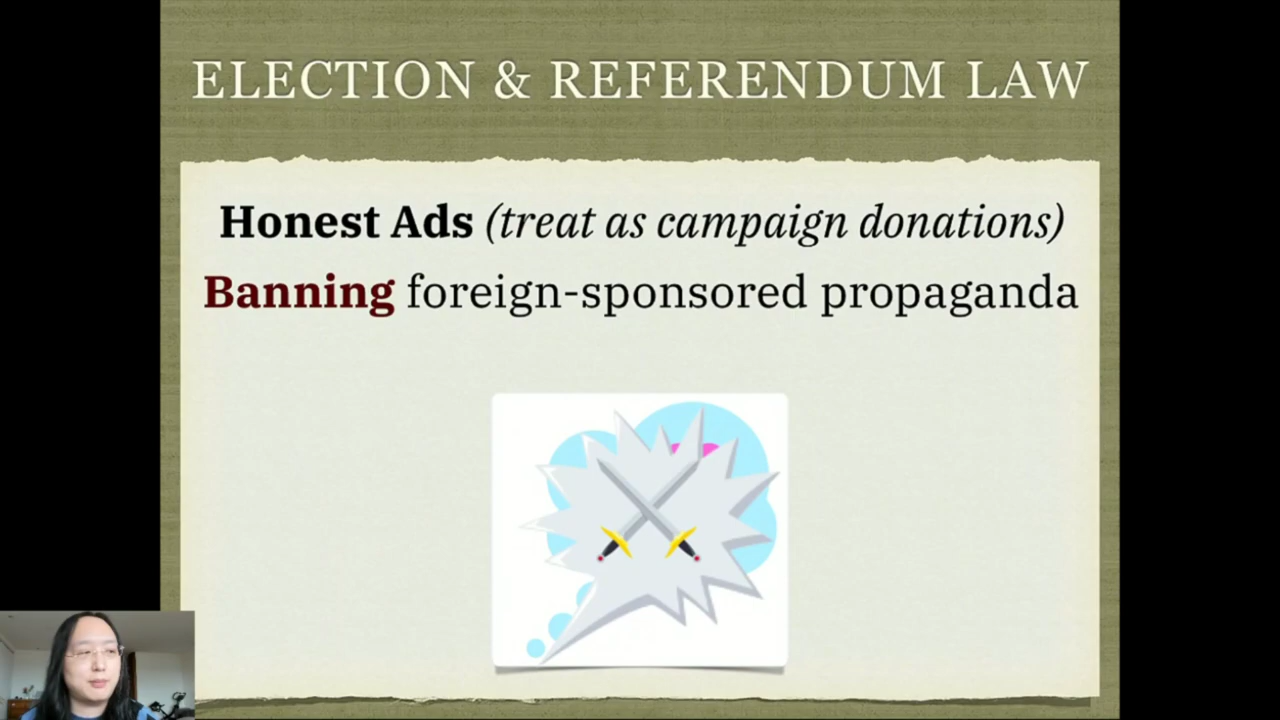 ELECTION & REFERENDUM LAW
Honest Ads (treat as campaign donations)
Banning foreign-sponsored propaganda